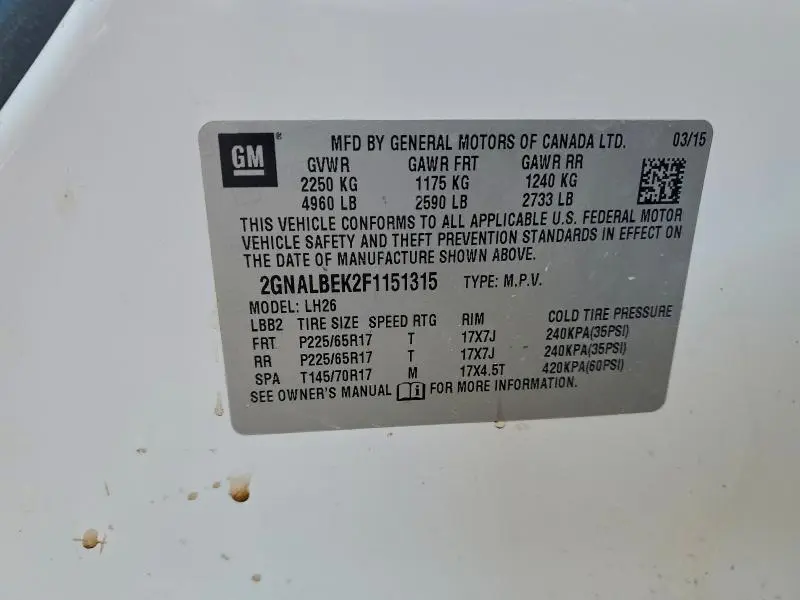 GM ® MFD BY GENERAL MOTORS OF CANADA LTD. 03/15
GVWR GAWR FRT GAWR RR
2250 KG 1175 KG 1240 KG
4960 LB 2590 LB 2733 LB
THIS VEHICLE CONFORMS TO ALL APPLICABLE U.S. FEDERAL MOTOR
VEHICLE SAFETY AND THEFT PREVENTION STANDARDS IN EFFECT ON
THE DATE OF MANUFACTURE SHOWN ABOVE.
2GNALBEK2F1151315 TYPE: M.P.V.
MODEL: LH26
LBB2 TIRE SIZE SPEED RTG RIM COLD TIRE PRESSURE
FRT P225/65R17 T 17X7J 240KPA(35PSI)
RR P225/65R17 T 17X7J 240KPA(35PSI)
SPA T145/70R17 M 17X4.5T 420KPA(60PSI)
SEE OWNER'S MANUAL i FOR MORE INFORMATION.